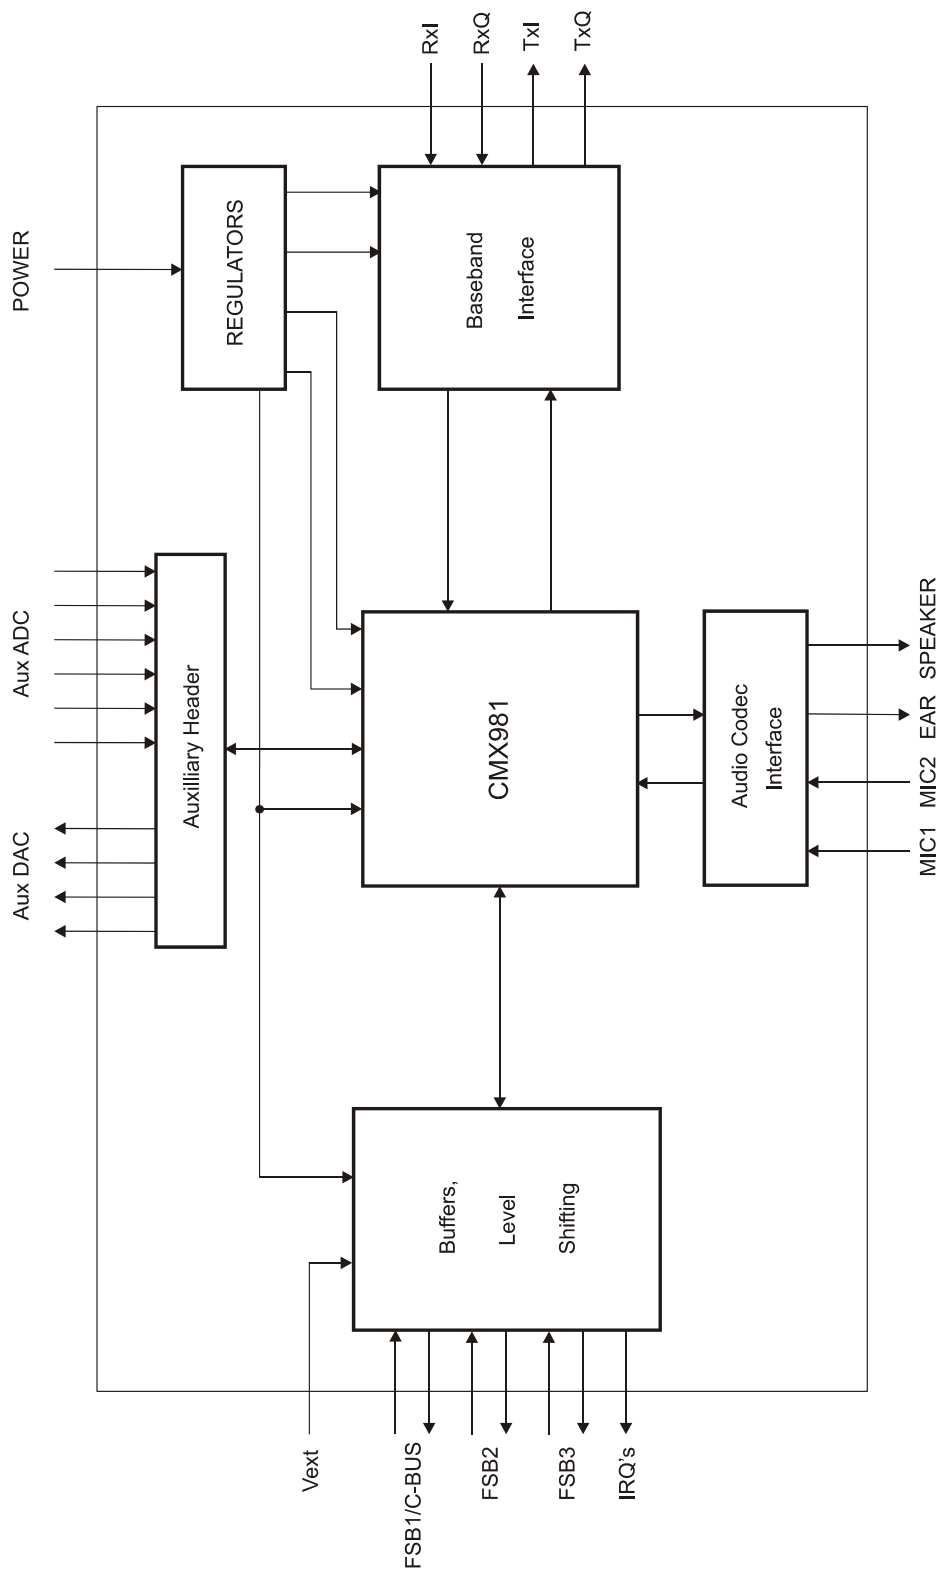 POWER
Aux ADC
Aux DAC
Vext
FSB1/C-BUS
FSB2
FSB3
IRQ's
REGULATORS
Auxilliary Header
Buffers,
Level
Shifting
CMX981
Baseband
Interface
Audio Codec
Interface
RxI
RxQ
TxI
TxQ
MIC1
MIC2
EAR
SPEAKER